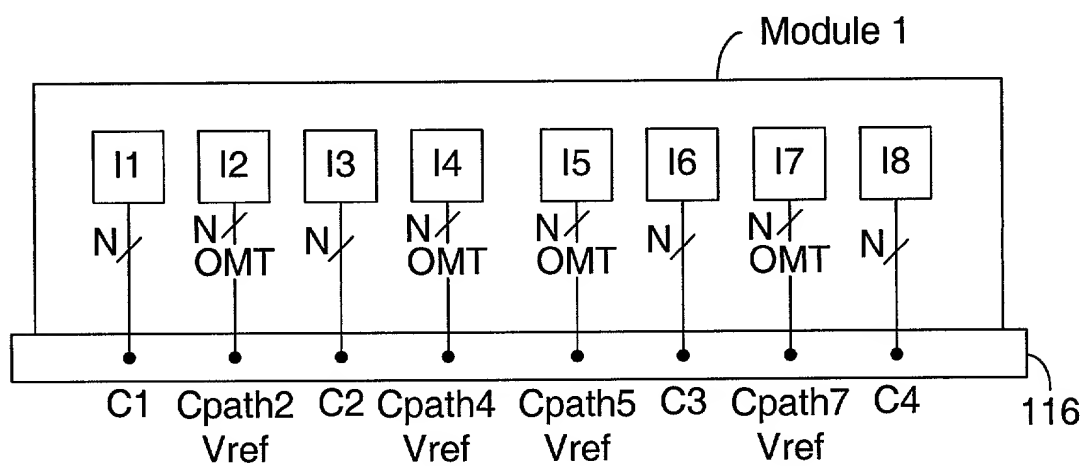 Module 1
I1 I2 I3 I4 I5 I6 I7 I8
N N N N N N N N
OMT OMT OMT OMT
C1 Cpath2 C2 Cpath4 Cpath5 C3 Cpath7 C4 116
Vref Vref Vref Vref